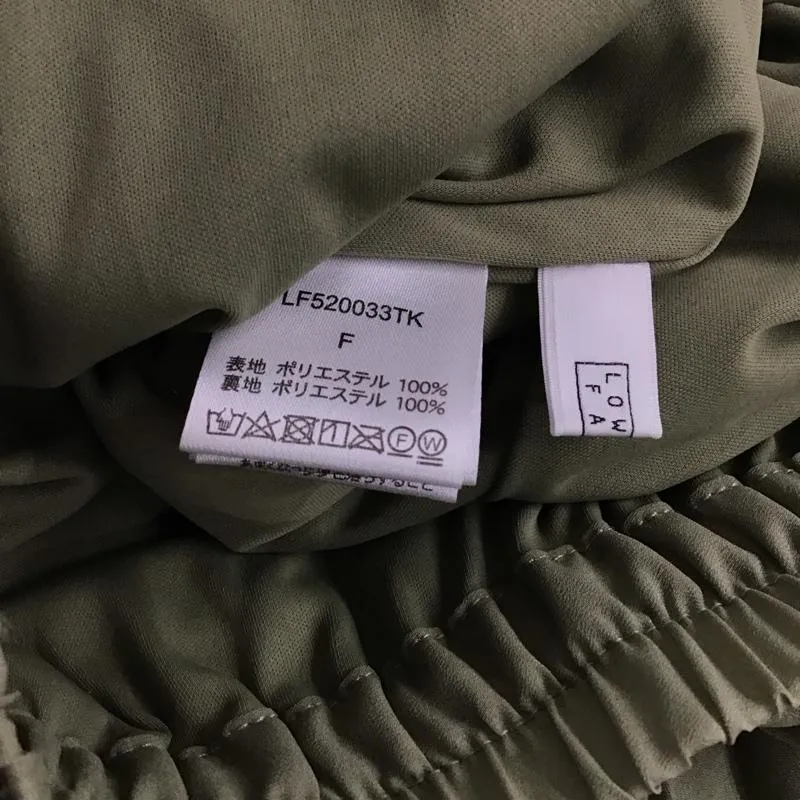 LF520033TK
F
表地 ポリエステル 100%
裏地 ポリエステル 100%
F W
LOW
FA